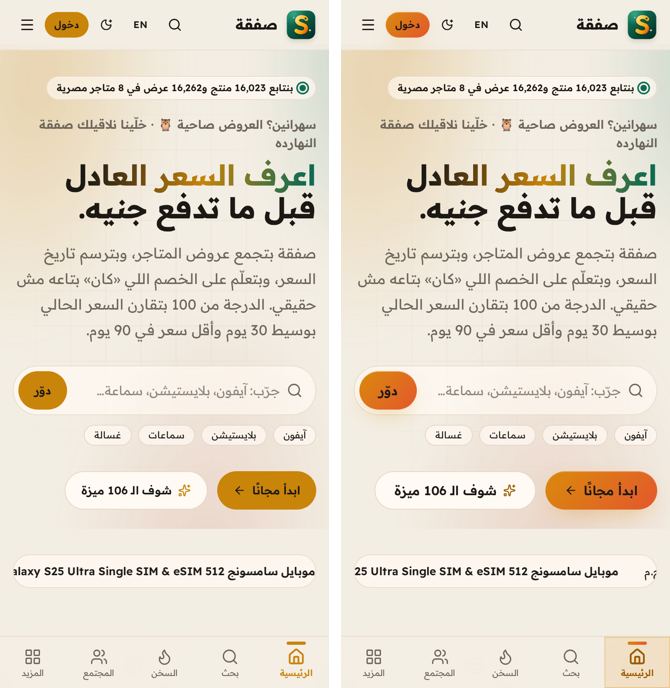 صفقة
EN
دخول
بنتابع 16,023 منتج و16,262 عرض في 8 متاجر مصرية
سهرانين؟ العروض صاحية 🦉 · خلّينا نلاقيلك صفقة
النهارده
اعرف السعر العادل
قبل ما تدفع جنيه.
صفقة بتجمع عروض المتاجر، وبترسم تاريخ
السعر، وبتعلّم على الخصم اللي «كان» بتاعه مش
حقيقي. الدرجة من 100 بتقارن السعر الحالي
بوسيط 30 يوم وأقل سعر في 90 يوم.
جرّب: آيفون، بلايستيشن، سماعة...
دوّر
آيفون
بلايستيشن
سماعات
غسالة
ابدأ مجانًا ←
شوف الـ 106 ميزة
موبايل سامسونج 25 Ultra Single SIM & eSIM 512
الرئيسية
بحث
السخن
المجتمع
المزيد
صفقة
EN
دخول
بنتابع 16,023 منتج و16,262 عرض في 8 متاجر مصرية
سهرانين؟ العروض صاحية 🦉 · خلّينا نلاقيلك صفقة
النهارده
اعرف السعر العادل
قبل ما تدفع جنيه.
صفقة بتجمع عروض المتاجر، وبترسم تاريخ
السعر، وبتعلّم على الخصم اللي «كان» بتاعه مش
حقيقي. الدرجة من 100 بتقارن السعر الحالي
بوسيط 30 يوم وأقل سعر في 90 يوم.
جرّب: آيفون، بلايستيشن، سماعة...
دوّر
آيفون
بلايستيشن
سماعات
غسالة
ابدأ مجانًا ←
شوف الـ 106 ميزة
موبايل سامسونج alaxy S25 Ultra Single SIM & eSIM 512
الرئيسية
بحث
السخن
المجتمع
المزيد